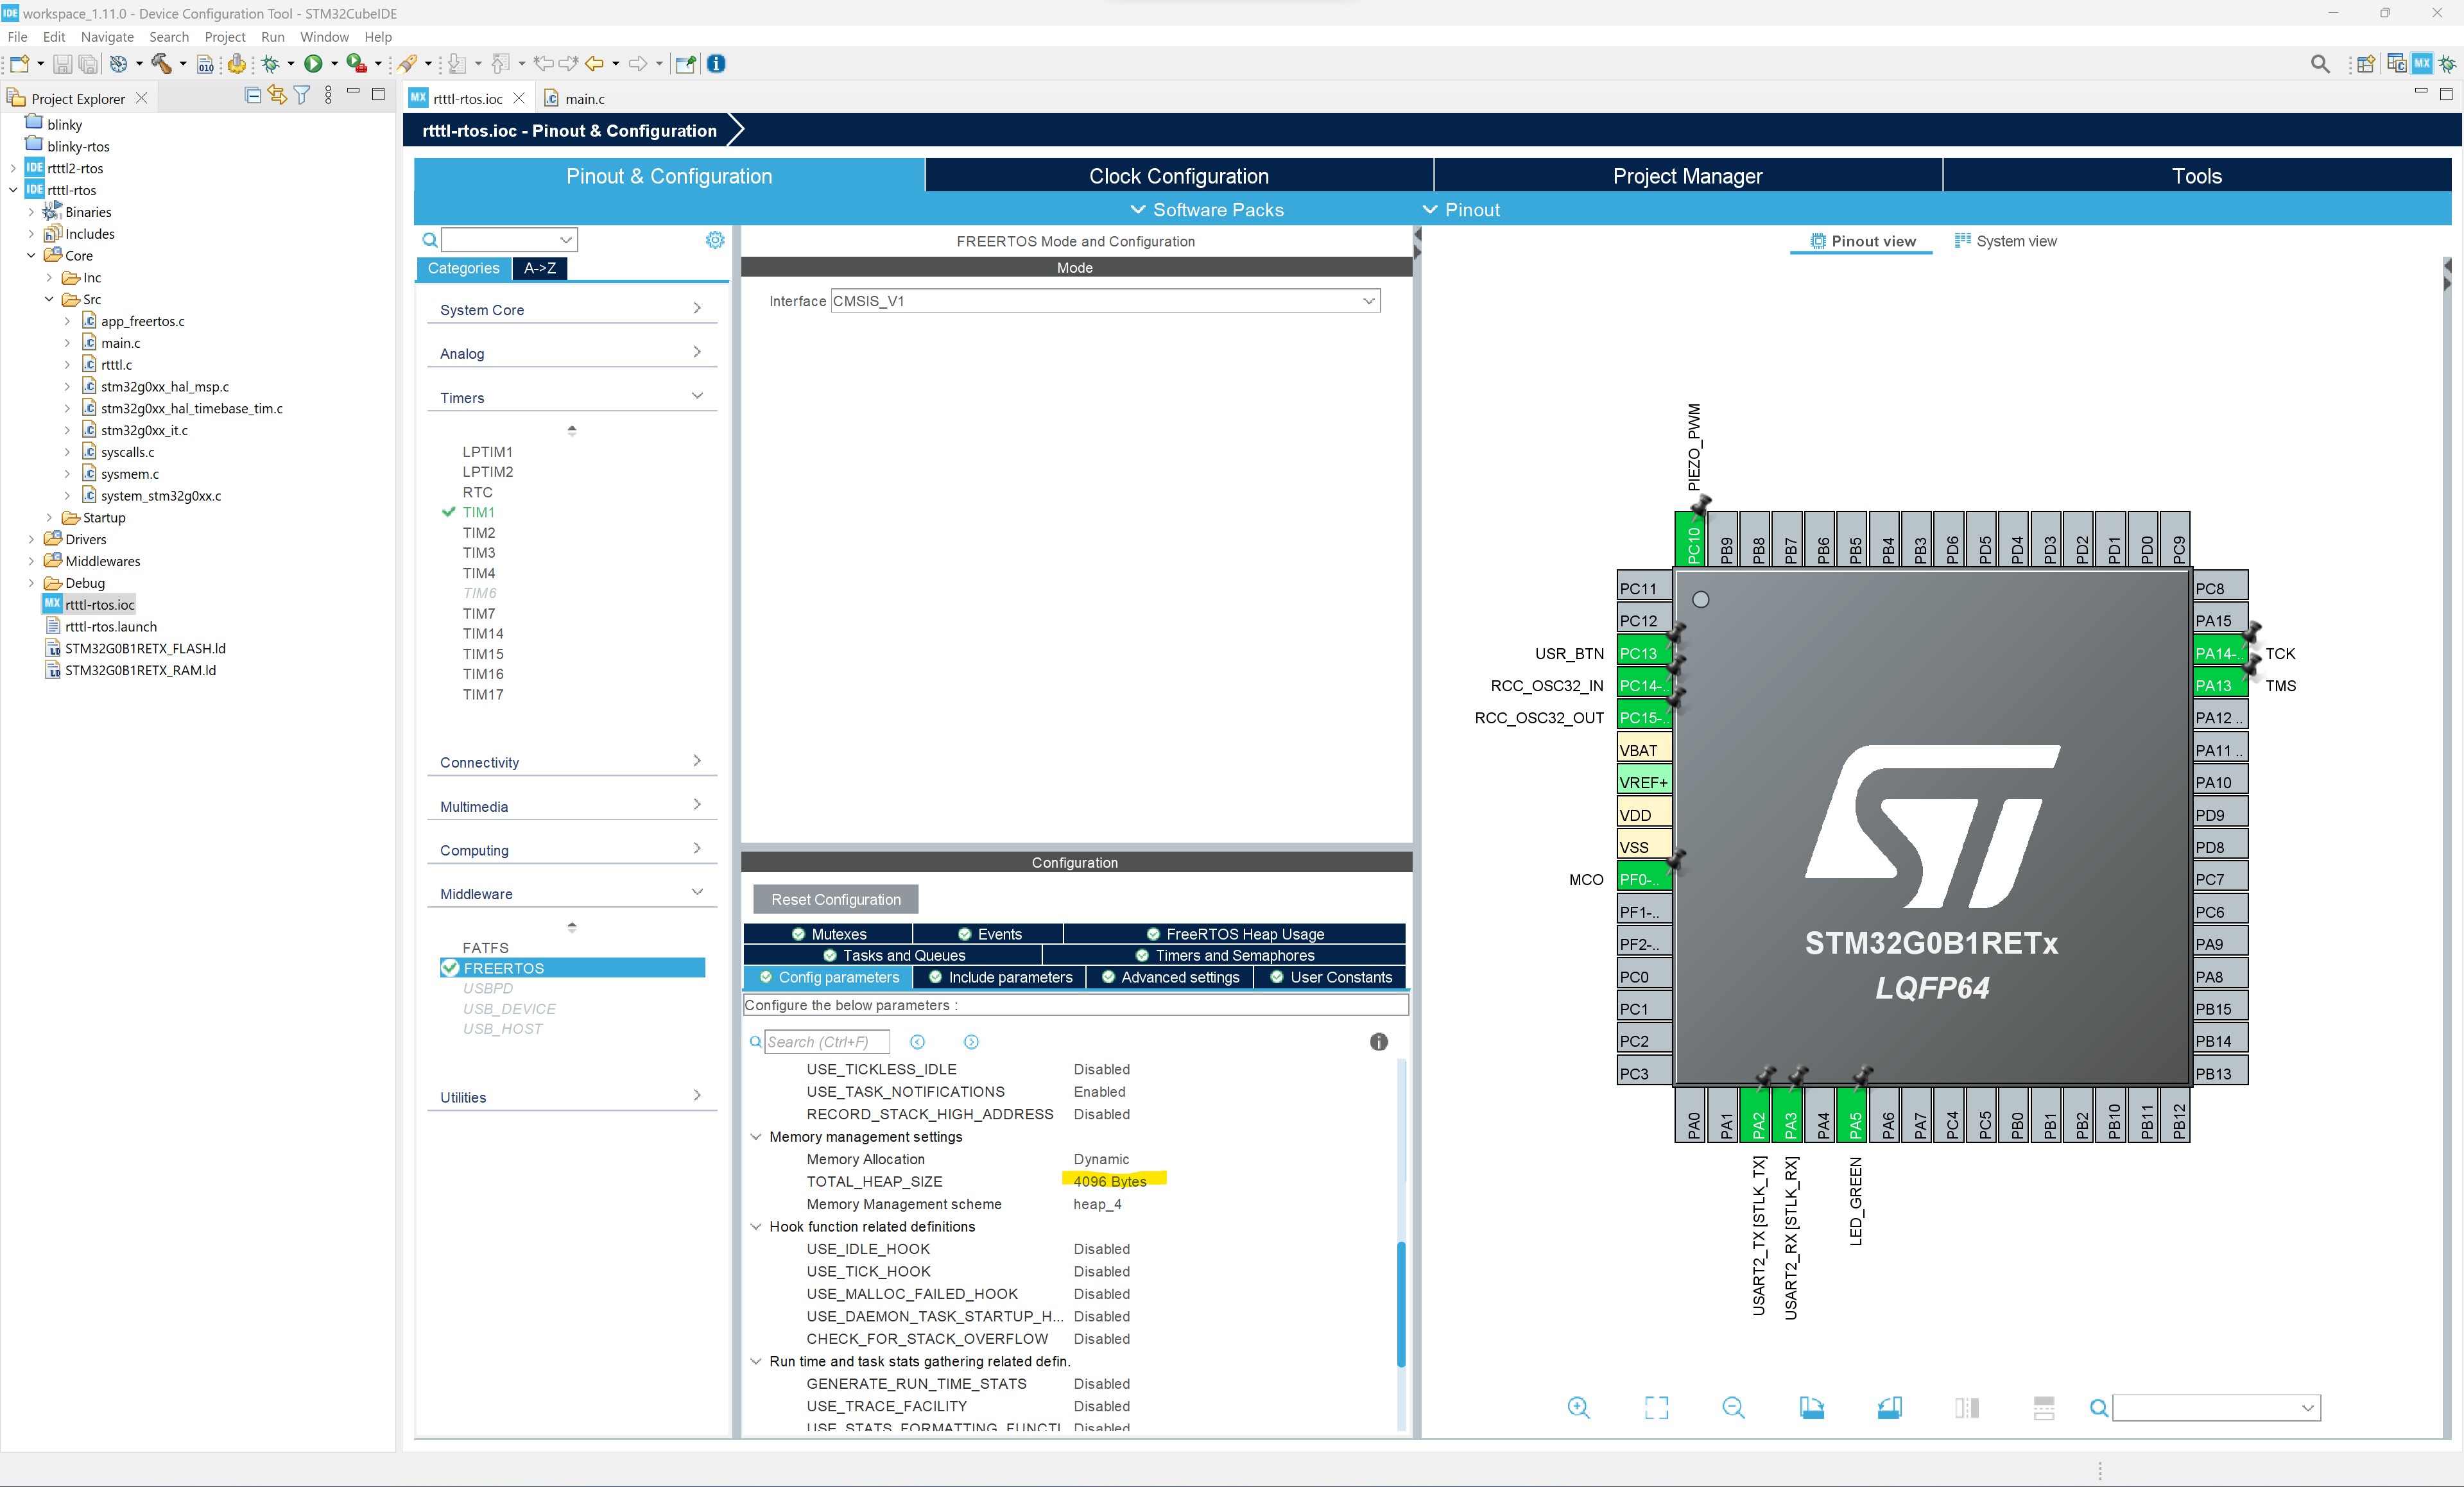 IDE workspace_1.11.0 - Device Configuration Tool - STM32CubeIDE
File Edit Navigate Search Project Run Window Help
010 MX
Project Explorer
blinky
blinky-rtos
IDE rtttl2-rtos
IDE rtttl-rtos
Binaries
Includes
Core
Inc
Src
app_freertos.c
main.c
rtttl.c
stm32g0xx_hal_msp.c
stm32g0xx_hal_timebase_tim.c
stm32g0xx_it.c
syscalls.c
sysmem.c
system_stm32g0xx.c
Startup
Drivers
Middlewares
Debug
MX rtttl-rtos.ioc
rtttl-rtos.launch
STM32G0B1RETX_FLASH.ld
STM32G0B1RETX_RAM.ld
MX rtttl-rtos.ioc main.c
rtttl-rtos.ioc - Pinout & Configuration
Pinout & Configuration Clock Configuration Project Manager Tools
Software Packs Pinout
Categories A->Z
System Core
Analog
Timers
LPTIM1
LPTIM2
RTC
TIM1
TIM2
TIM3
TIM4
TIM6
TIM7
TIM14
TIM15
TIM16
TIM17
Connectivity
Multimedia
Computing
Middleware
FATFS
FREERTOS
USBPD
USB_DEVICE
USB_HOST
Utilities
FREERTOS Mode and Configuration
Mode
Interface CMSIS_V1
Configuration
Reset Configuration
Mutexes Events FreeRTOS Heap Usage
Tasks and Queues Timers and Semaphores
Config parameters Include parameters Advanced settings User Constants
Configure the below parameters :
Search (Ctrl+F)
USE_TICKLESS_IDLE Disabled
USE_TASK_NOTIFICATIONS Enabled
RECORD_STACK_HIGH_ADDRESS Disabled
Memory management settings
Memory Allocation Dynamic
TOTAL_HEAP_SIZE 4096 Bytes
Memory Management scheme heap_4
Hook function related definitions
USE_IDLE_HOOK Disabled
USE_TICK_HOOK Disabled
USE_MALLOC_FAILED_HOOK Disabled
USE_DAEMON_TASK_STARTUP_H... Disabled
CHECK_FOR_STACK_OVERFLOW Disabled
Run time and task stats gathering related defin.
GENERATE_RUN_TIME_STATS Disabled
USE_TRACE_FACILITY Disabled
USE_STATS_FORMATTING_FUNCTI Disabled
Pinout view System view
PIEZO_PWM
PC10 PB9 PB8 PB7 PB6 PB5 PB4 PB3 PD6 PD5 PD4 PD3 PD2 PD1 PD0 PC9
PC11
PC12
USR_BTN PC13
RCC_OSC32_IN PC14-..
RCC_OSC32_OUT PC15-..
VBAT
VREF+
VDD
VSS
MCO PF0-..
PF1-..
PF2-..
PC0
PC1
PC2
PC3
PC8
PA15
PA14-.. TCK
PA13 TMS
PA12 ..
PA11 ..
PA10
PD9
PD8
PC7
PC6
PA9
PA8
PB15
PB14
PB13
ST
STM32G0B1RETx
LQFP64
PA0 PA1 PA2 PA3 PA4 PA5 PA6 PA7 PC4 PC5 PB0 PB1 PB2 PB10 PB11 PB12
USART2_TX [STLK_TX]
USART2_RX [STLK_RX]
LED_GREEN